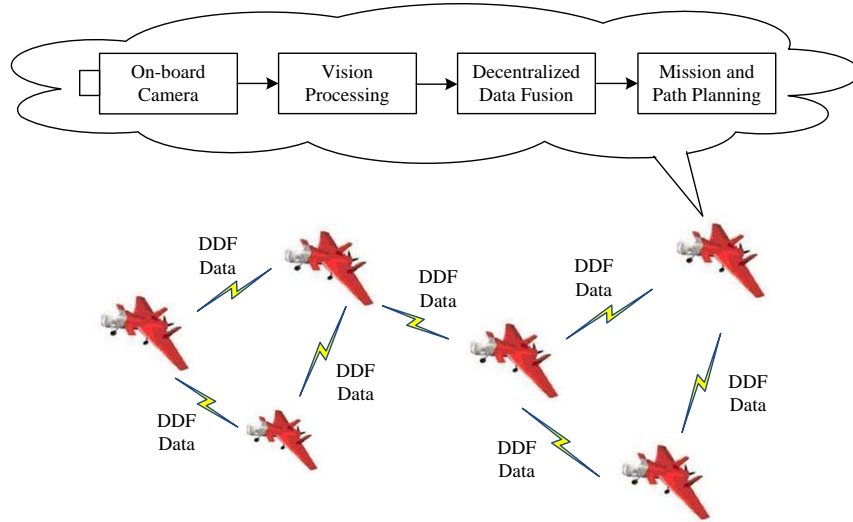 On-board
Camera
Vision
Processing
Decentralized
Data Fusion
Mission and
Path Planning
DDF
Data
DDF
Data
DDF
Data
DDF
Data
DDF
Data
DDF
Data
DDF
Data